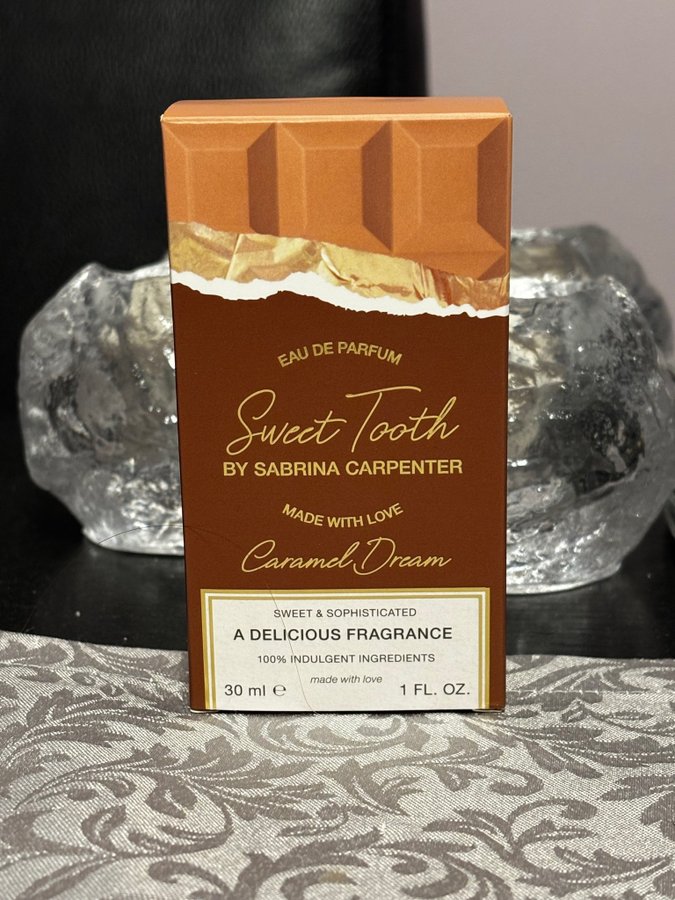 EAU DE PARFUM
Sweet Tooth
BY SABRINA CARPENTER
MADE WITH LOVE
Caramel Dream
SWEET & SOPHISTICATED
A DELICIOUS FRAGRANCE
100% INDULGENT INGREDIENTS
made with love
30 ml ℮ 1 FL. OZ.